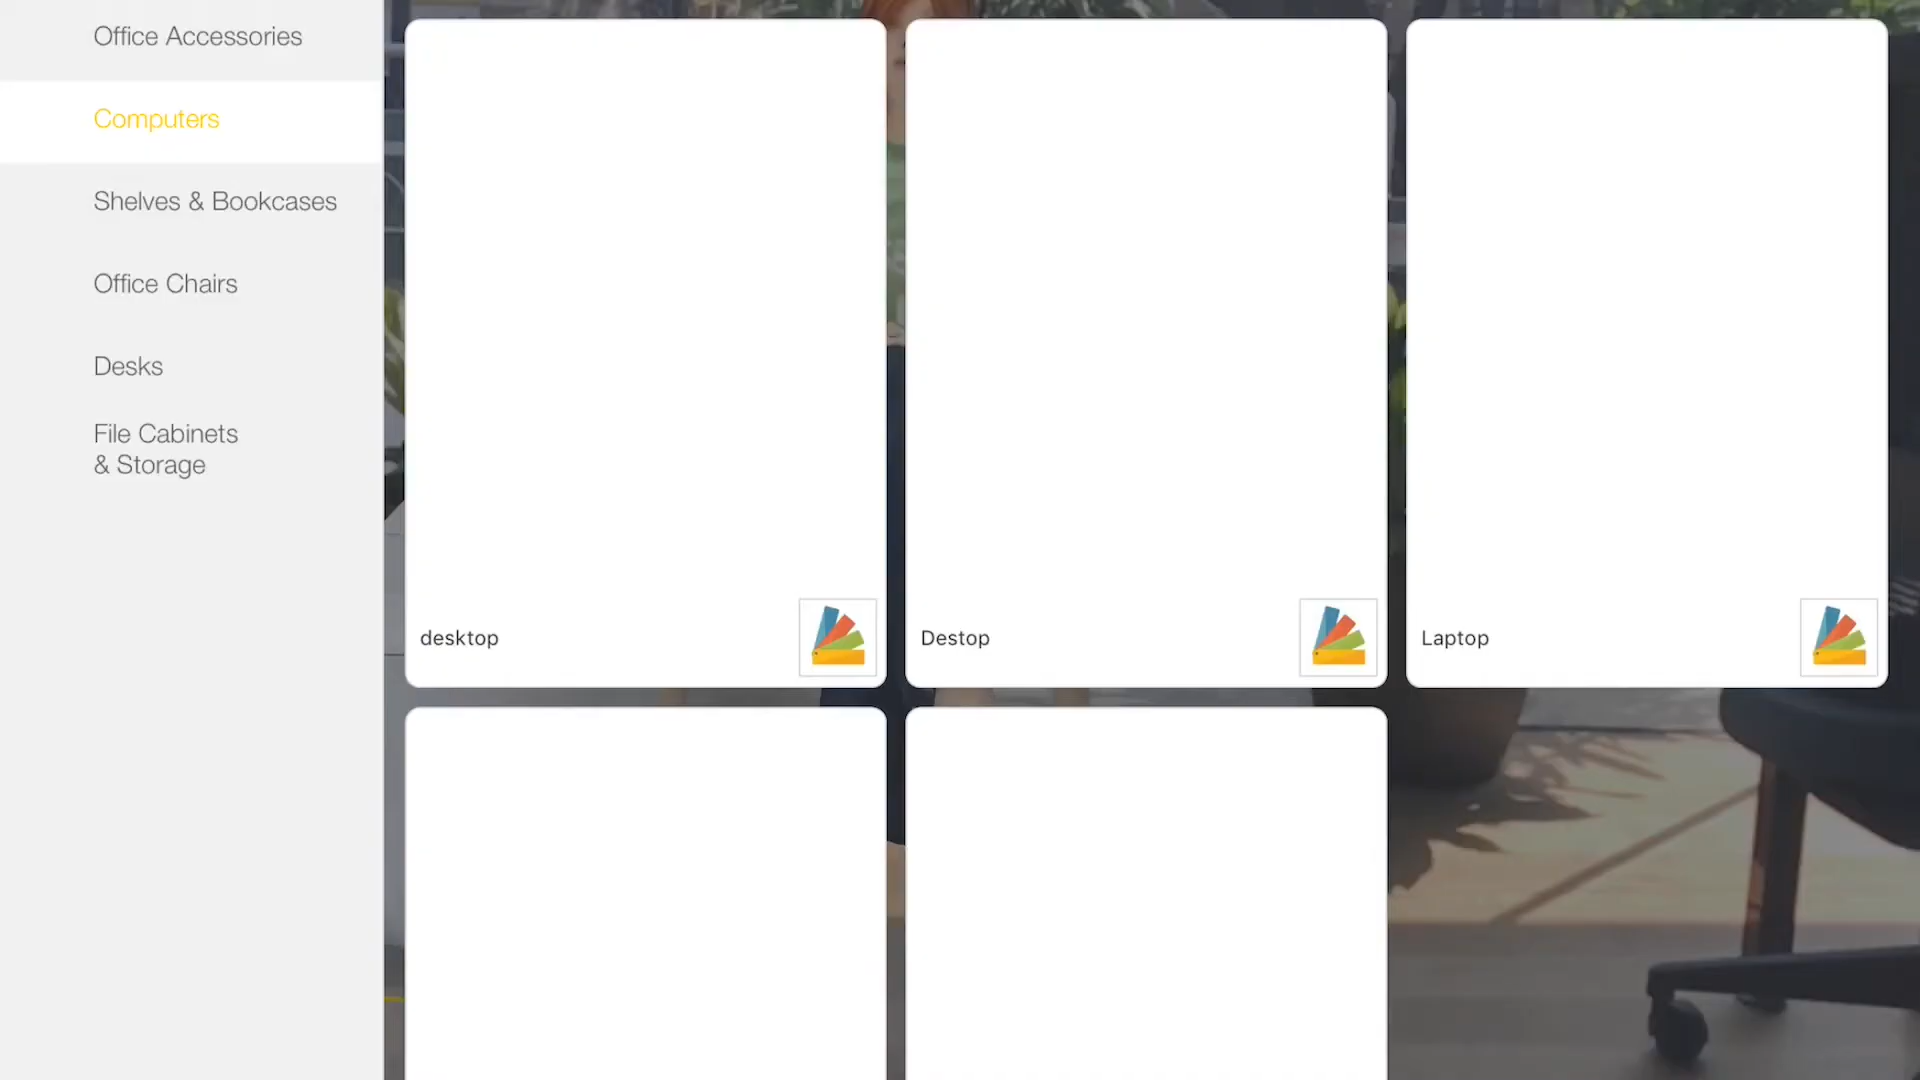 Office Accessories
Computers
Shelves & Bookcases
Office Chairs
Desks
File Cabinets
& Storage
desktop
Destop
Laptop